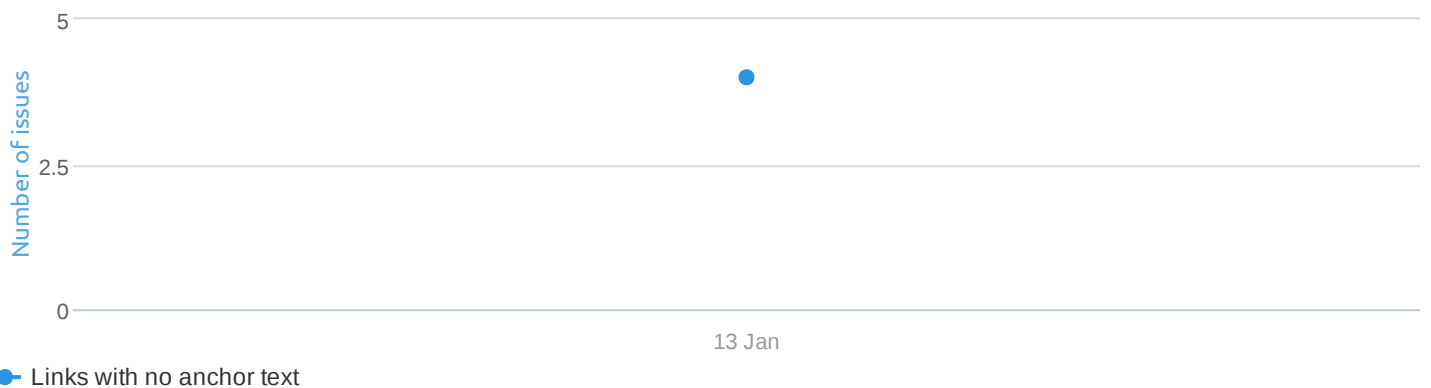 5
Number of issues
2.5
0
13 Jan
Links with no anchor text